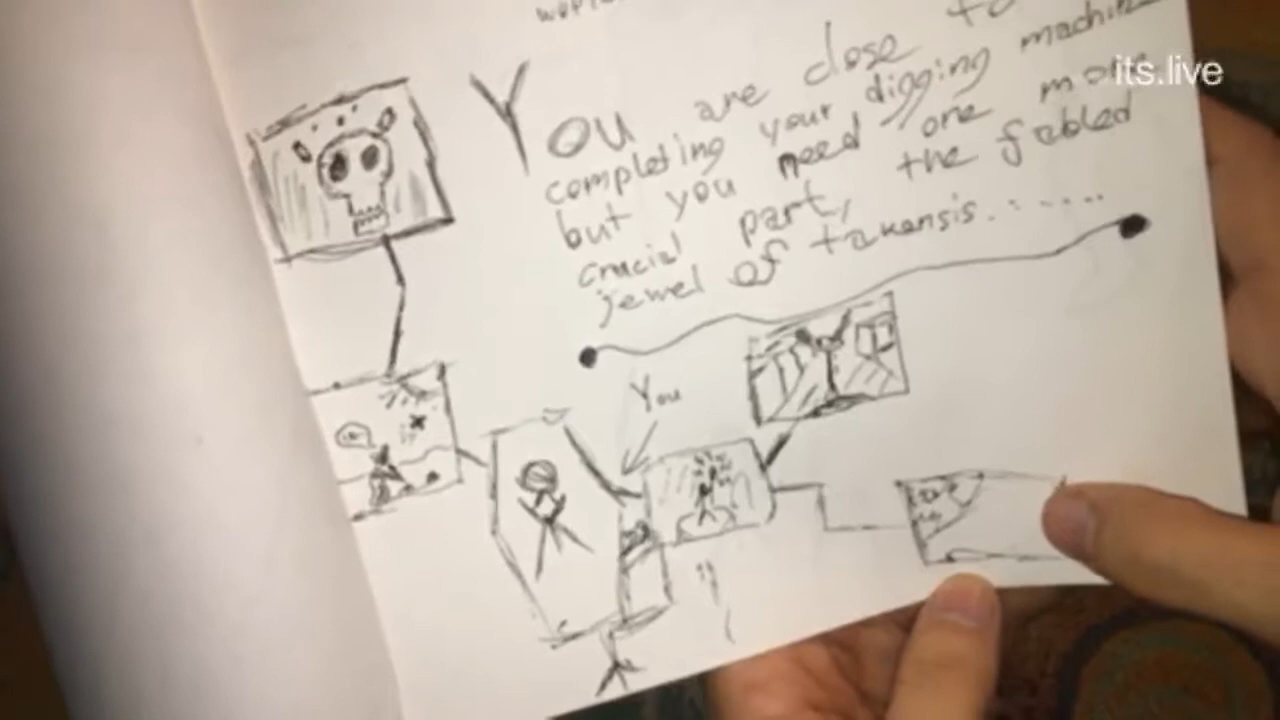 its.live
You are close to
completing your digging machine
but you need one more
crucial part, the fabled
jewel of takensis.......
You